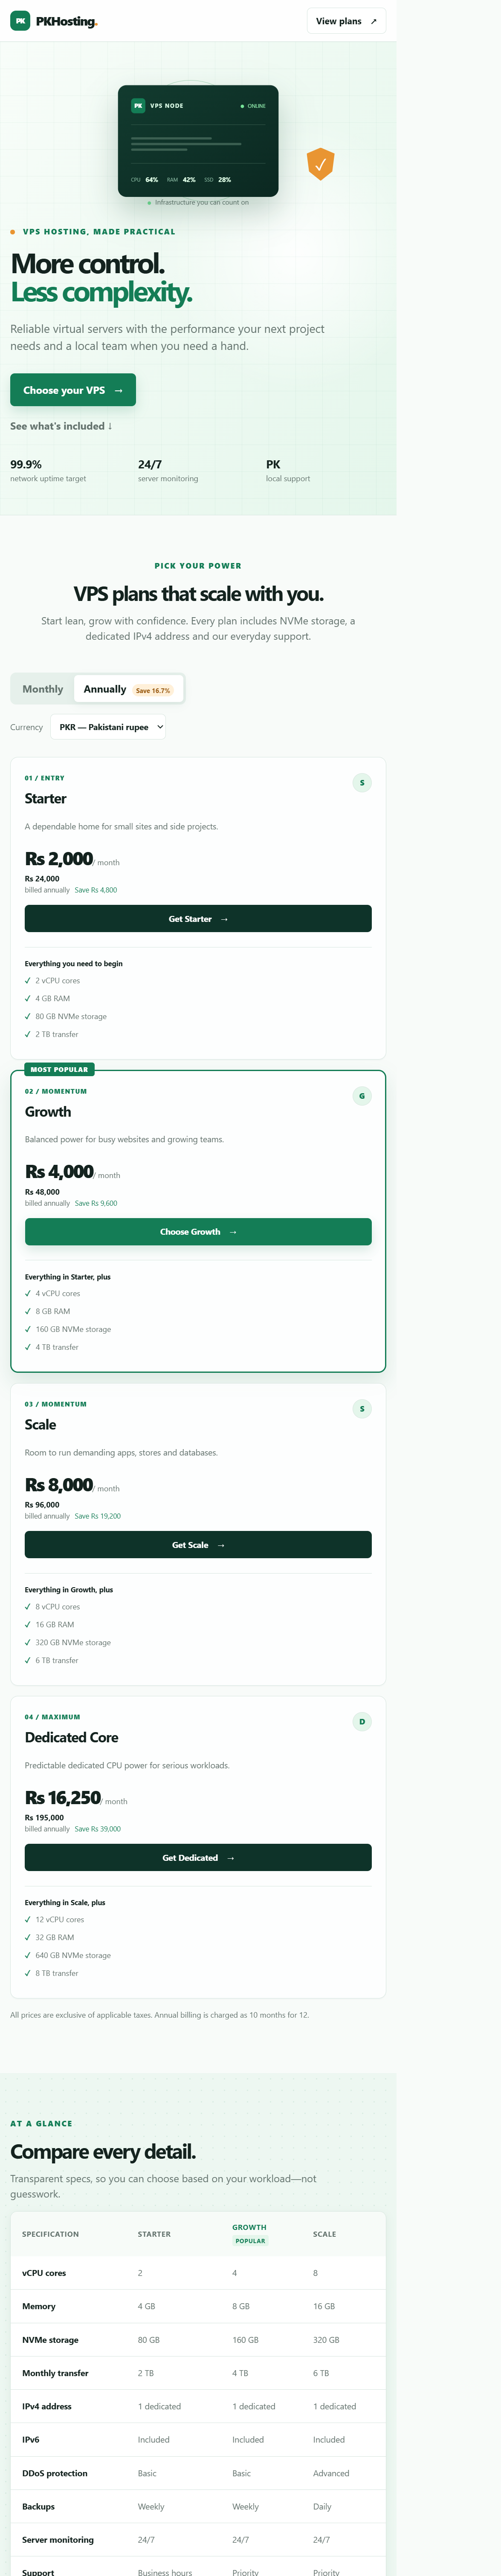 PK PKHosting.
View plans ↗
PK VPS NODE
ONLINE
CPU 64% RAM 42% SSD 28%
Infrastructure you can count on
VPS HOSTING, MADE PRACTICAL
More control.
Less complexity.
Reliable virtual servers with the performance your next project
needs and a local team when you need a hand.
Choose your VPS →
See what's included ↓
99.9% 24/7 PK
network uptime target server monitoring local support
PICK YOUR POWER
VPS plans that scale with you.
Start lean, grow with confidence. Every plan includes NVMe storage, a
dedicated IPv4 address and our everyday support.
Monthly Annually Save 16.7%
Currency PKR — Pakistani rupee
01 / ENTRY
S
Starter
A dependable home for small sites and side projects.
Rs 2,000 / month
Rs 24,000
billed annually Save Rs 4,800
Get Starter →
Everything you need to begin
✓ 2 vCPU cores
✓ 4 GB RAM
✓ 80 GB NVMe storage
✓ 2 TB transfer
MOST POPULAR
02 / MOMENTUM
G
Growth
Balanced power for busy websites and growing teams.
Rs 4,000 / month
Rs 48,000
billed annually Save Rs 9,600
Choose Growth →
Everything in Starter, plus
✓ 4 vCPU cores
✓ 8 GB RAM
✓ 160 GB NVMe storage
✓ 4 TB transfer
03 / MOMENTUM
S
Scale
Room to run demanding apps, stores and databases.
Rs 8,000 / month
Rs 96,000
billed annually Save Rs 19,200
Get Scale →
Everything in Growth, plus
✓ 8 vCPU cores
✓ 16 GB RAM
✓ 320 GB NVMe storage
✓ 6 TB transfer
04 / MAXIMUM
D
Dedicated Core
Predictable dedicated CPU power for serious workloads.
Rs 16,250 / month
Rs 195,000
billed annually Save Rs 39,000
Get Dedicated →
Everything in Scale, plus
✓ 12 vCPU cores
✓ 32 GB RAM
✓ 640 GB NVMe storage
✓ 8 TB transfer
All prices are exclusive of applicable taxes. Annual billing is charged as 10 months for 12.
AT A GLANCE
Compare every detail.
Transparent specs, so you can choose based on your workload—not
guesswork.
SPECIFICATION STARTER GROWTH POPULAR SCALE
vCPU cores 2 4 8
Memory 4 GB 8 GB 16 GB
NVMe storage 80 GB 160 GB 320 GB
Monthly transfer 2 TB 4 TB 6 TB
IPv4 address 1 dedicated 1 dedicated 1 dedicated
IPv6 Included Included Included
DDoS protection Basic Basic Advanced
Backups Weekly Weekly Daily
Server monitoring 24/7 24/7 24/7
Support Business hours Priority Priority